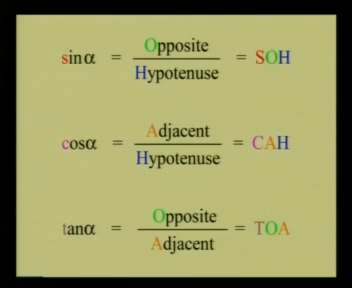 sinα = Opposite / Hypotenuse = SOH
cosα = Adjacent / Hypotenuse = CAH
tanα = Opposite / Adjacent = TOA